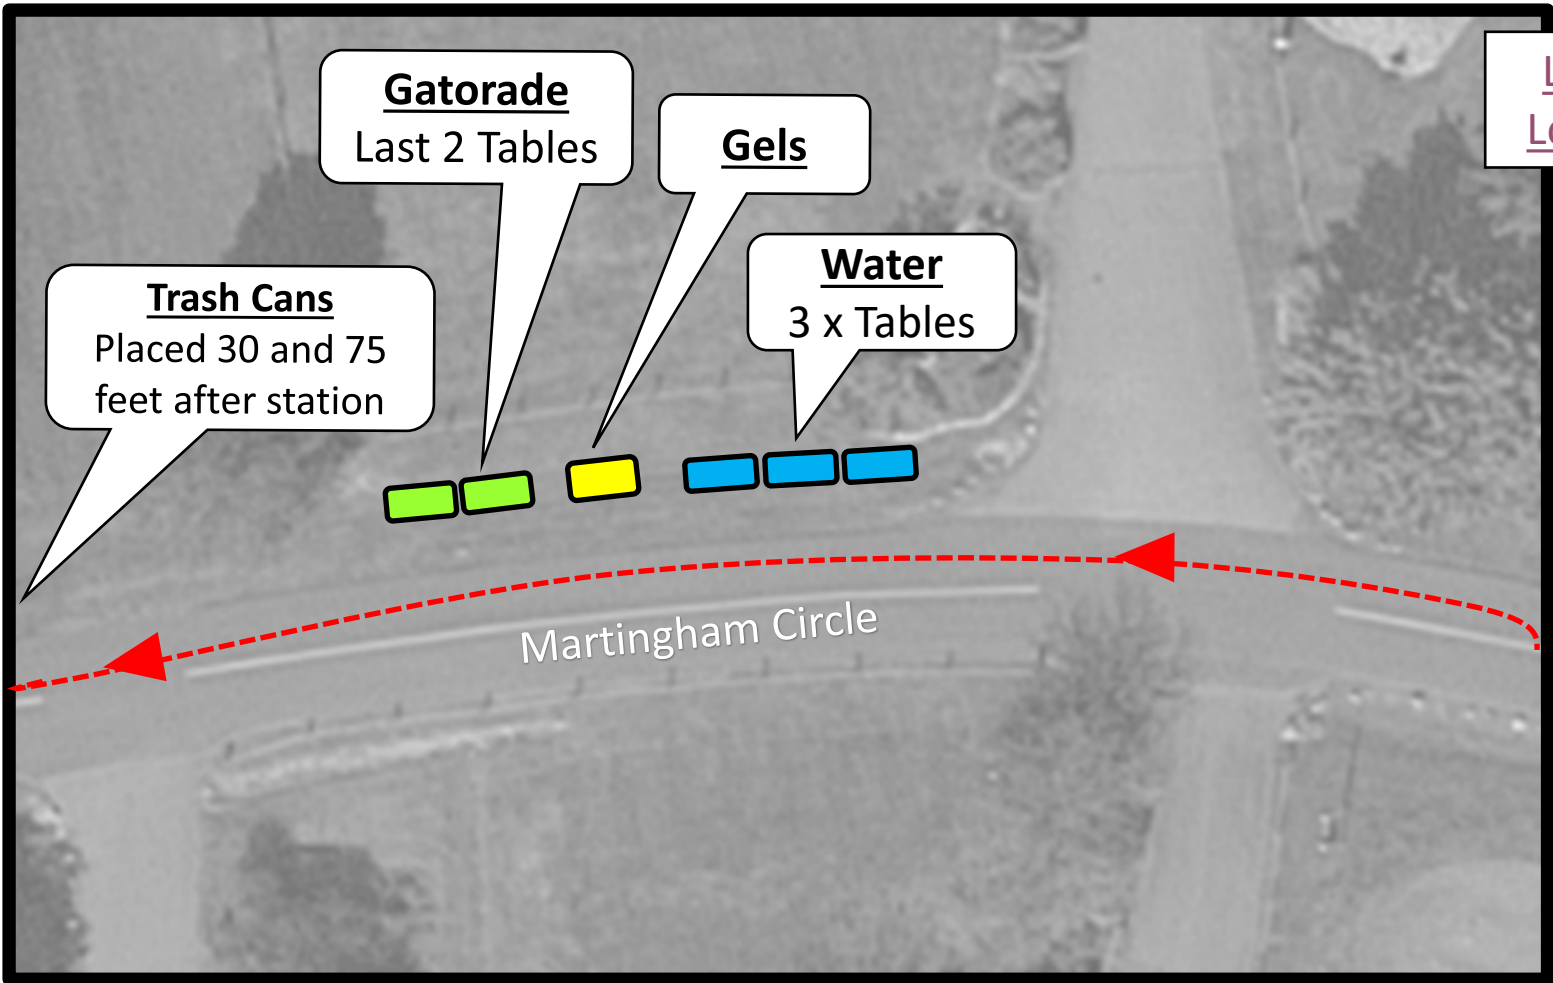 Gatorade
Last 2 Tables
Gels
Water
3 x Tables
Trash Cans
Placed 30 and 75
feet after station
Martingham Circle